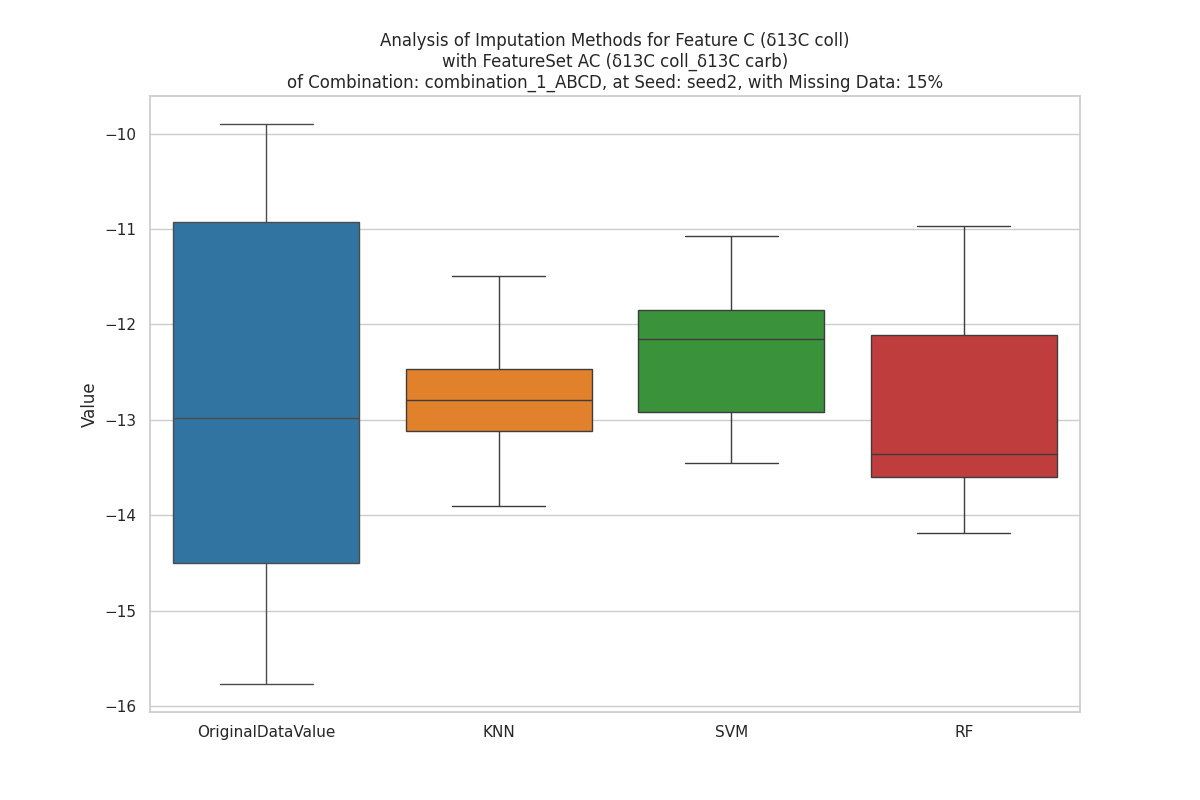 Analysis of Imputation Methods for Feature C (δ13C coll)
with FeatureSet AC (δ13C coll_δ13C carb)
of Combination: combination_1_ABCD, at Seed: seed2, with Missing Data: 15%
Value
−10
−11
−12
−13
−14
−15
−16
OriginalDataValue
KNN
SVM
RF